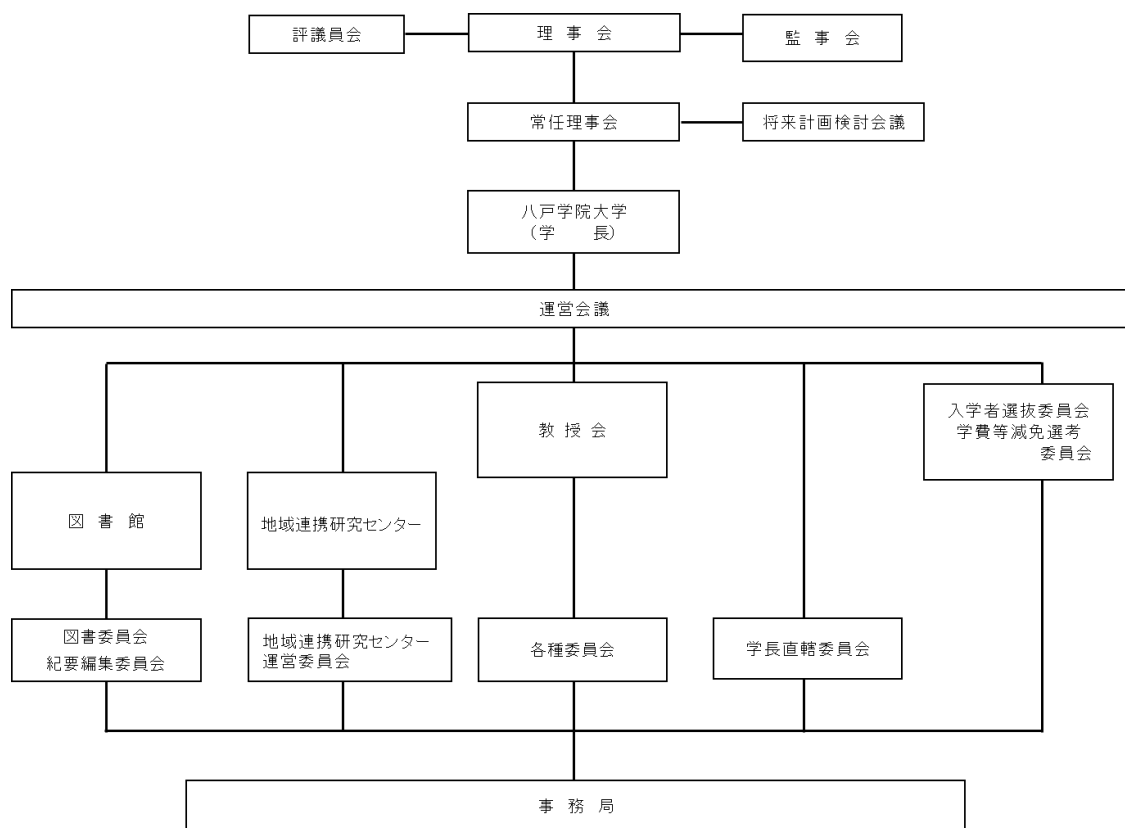 評議員会
理 事 会
監 事 会
常任理事会
将来計画検討会議
八戸学院大学
(学 長)
運営会議
教 授 会
入学者選抜委員会
学費等減免選考
委員会
図 書 館
地域連携研究センター
図書委員会
紀要編集委員会
地域連携研究センター
運営委員会
各種委員会
学長直轄委員会
事 務 局